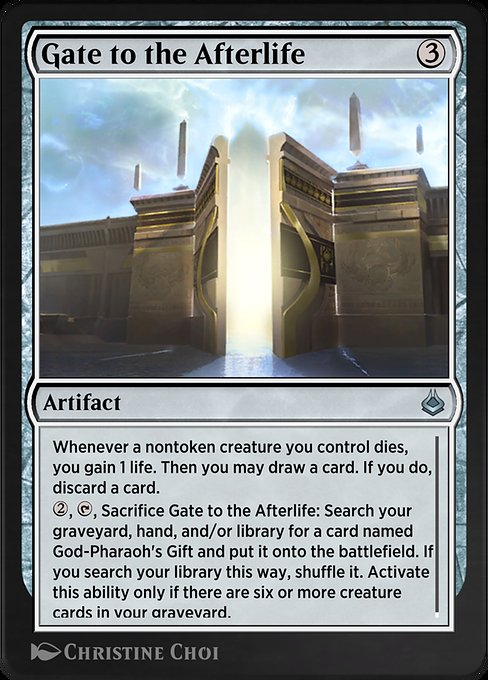 Gate to the Afterlife 3
Artifact
Whenever a nontoken creature you control dies,
you gain 1 life. Then you may draw a card. If you do,
discard a card.
2, , Sacrifice Gate to the Afterlife: Search your
graveyard, hand, and/or library for a card named
God-Pharaoh's Gift and put it onto the battlefield. If
you search your library this way, shuffle it. Activate
this ability only if there are six or more creature
cards in your graveyard.
Christine Choi